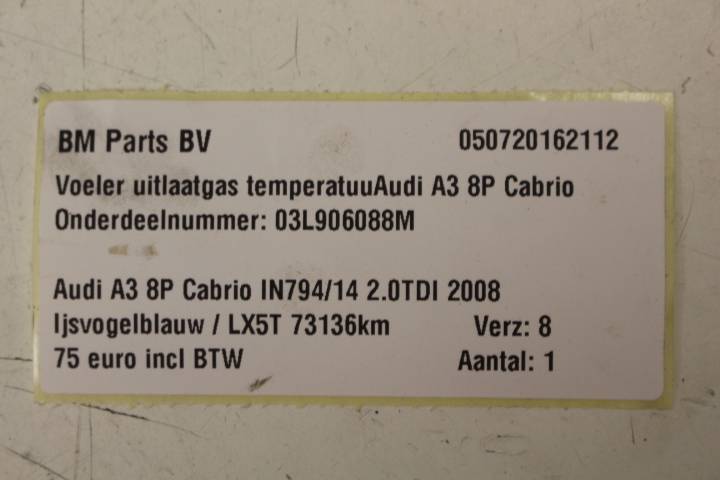 BM Parts BV 050720162112
Voeler uitlaatgas temperatuuAudi A3 8P Cabrio
Onderdeelnummer: 03L906088M
Audi A3 8P Cabrio IN794/14 2.0TDI 2008
Ijsvogelblauw / LX5T 73136km Verz: 8
75 euro incl BTW Aantal: 1